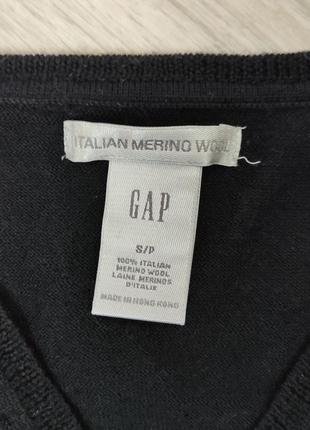 ITALIAN MERINO WOOL
GAP
S/P
100% ITALIAN
MERINO WOOL
LAINE MERINOS
D'ITALIE
MADE IN HONG KONG